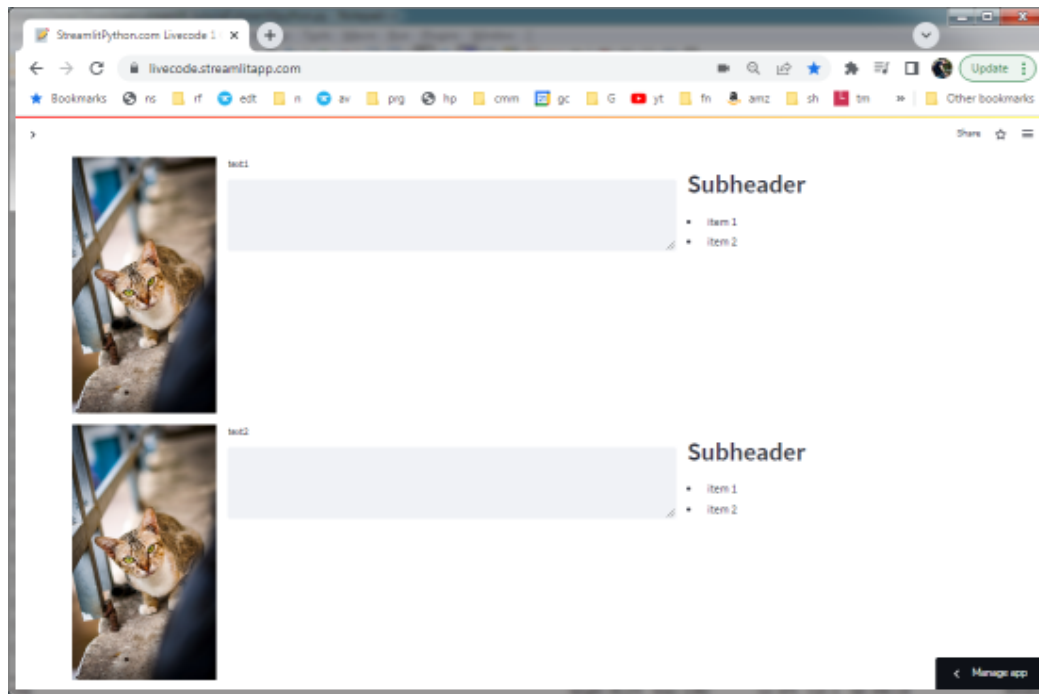 StreamlitPython.com Livecode 1
livecode.streamlitapp.com
Update
Bookmarks ns rf edt n av prg hp cmm gc G yt fn amz sh tm » Other bookmarks
Share
text1
Subheader
item 1
item 2
text2
Subheader
item 1
item 2
Manage app